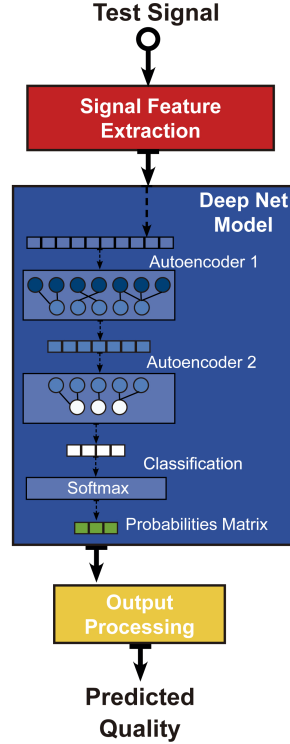 Test Signal
Signal Feature
Extraction
Deep Net
Model
Autoencoder 1
Autoencoder 2
Classification
Softmax
Probabilities Matrix
Output
Processing
Predicted
Quality